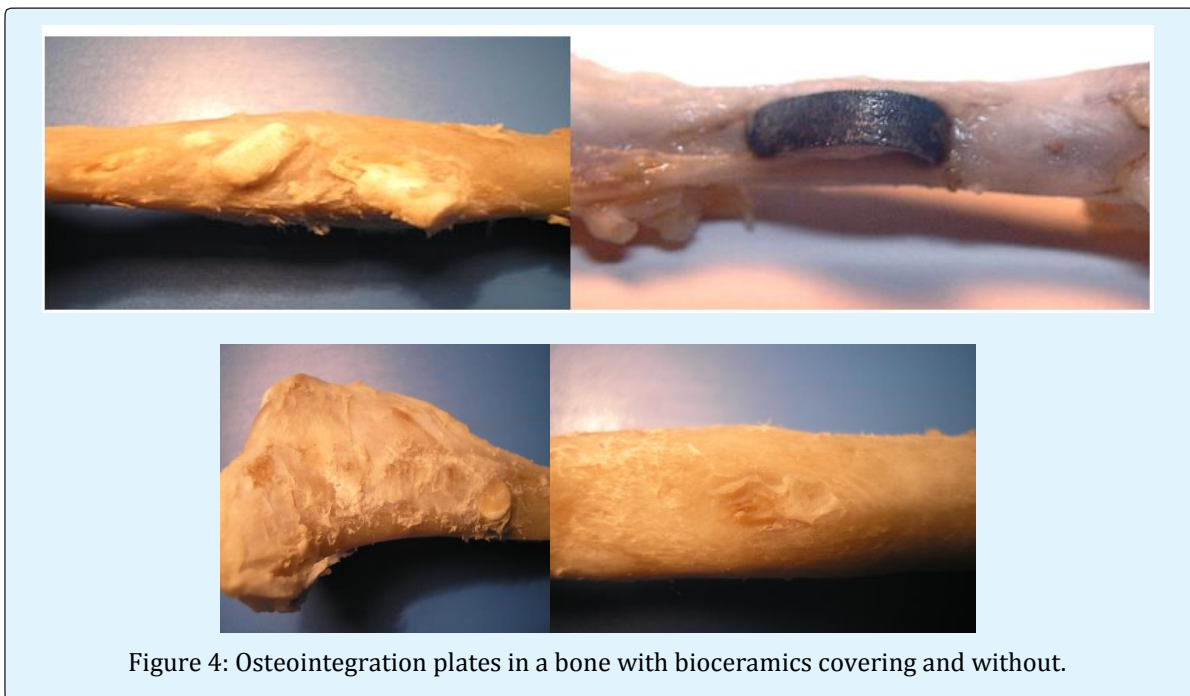 Figure 4: Osteointegration plates in a bone with bioceramics covering and without.